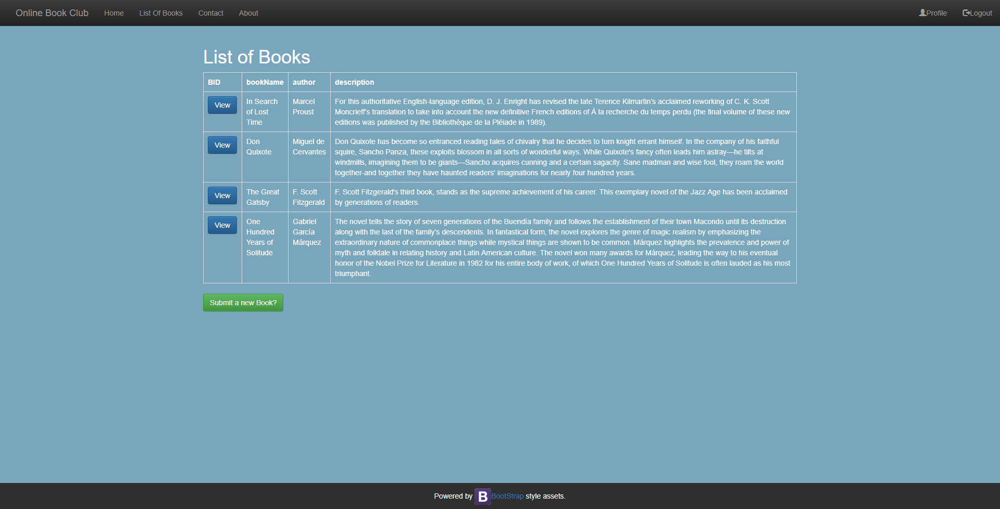 Online Book Club Home List Of Books Contact About Profile Logout
List of Books
BID bookName author description
View
In Search
of Lost
Time
Marcel
Proust
For this authoritative English-language edition, D. J. Enright has revised the late Terence Kilmartin’s acclaimed reworking of C. K. Scott
Moncrieff’s translation to take into account the new definitive French editions of À la recherche du temps perdu (the final volume of these new
editions was published by the Bibliothèque de la Pléiade in 1989).
View
Don
Quixote
Miguel de
Cervantes
Don Quixote has become so entranced reading tales of chivalry that he decides to turn knight errant himself. In the company of his faithful
squire, Sancho Panza, these exploits blossom in all sorts of wonderful ways. While Quixote's fancy often leads him astray—he tilts at
windmills, imagining them to be giants—Sancho acquires cunning and a certain sagacity. Sane madman and wise fool, they roam the world
together-and together they have haunted readers' imaginations for nearly four hundred years.
View
The Great
Gatsby
F. Scott
Fitzgerald
F. Scott Fitzgerald's third book, stands as the supreme achievement of his career. This exemplary novel of the Jazz Age has been acclaimed
by generations of readers.
View
One
Hundred
Years of
Solitude
Gabriel
García
Márquez
The novel tells the story of seven generations of the Buendía family and follows the establishment of their town Macondo until its destruction
along with the last of the family’s descendents. In fantastical form, the novel explores the genre of magic realism by emphasizing the
extraordinary nature of commonplace things while mystical things are shown to be common. Márquez highlights the prevalence and power of
myth and folktale in relating history and Latin American culture. The novel won many awards for Márquez, leading the way to his eventual
honor of the Nobel Prize for Literature in 1982 for his entire body of work, of which One Hundred Years of Solitude is often lauded as his most
triumphant.
Submit a new Book?
Powered by B BootStrap style assets.